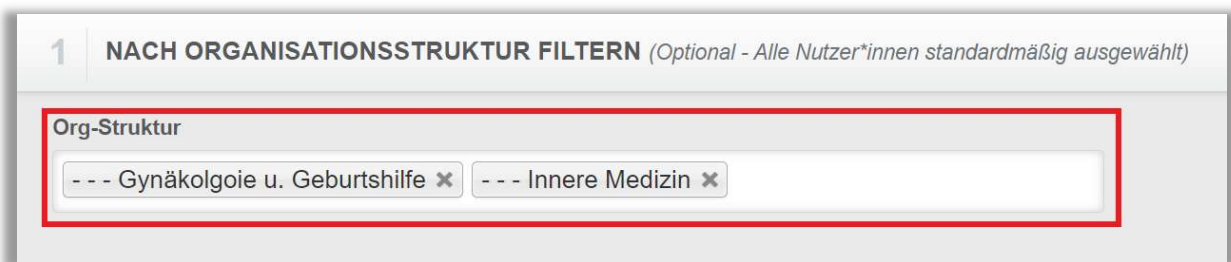 1 NACH ORGANISATIONSSTRUKTUR FILTERN (Optional - Alle Nutzer*innen standardmäßig ausgewählt)
Org-Struktur
- - - Gynäkolgoie u. Geburtshilfe ✖ - - - Innere Medizin ✖